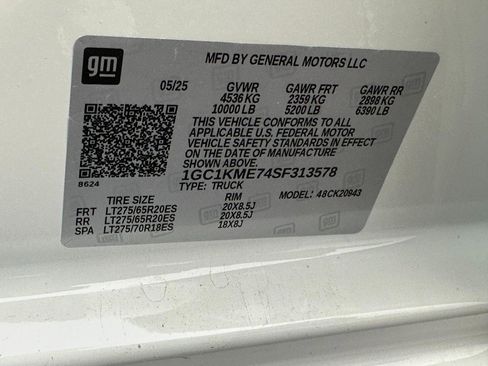 gm
MFD BY GENERAL MOTORS LLC
05/25 GVWR GAWR FRT GAWR RR
4536 KG 2359 KG 2898 KG
10000 LB 5200 LB 6390 LB
THIS VEHICLE CONFORMS TO ALL
APPLICABLE U.S. FEDERAL MOTOR
VEHICLE SAFETY STANDARDS IN EFFECT
ON THE DATE OF MANUFACTURE
SHOWN ABOVE.
1GC1KME74SF313578
8624
TYPE: TRUCK
MODEL: 48CK20943
TIRE SIZE RIM
FRT LT275/65R20ES 20X8.5J
RR LT275/65R20ES 20X8.5J
SPA LT275/70R18ES 18X8J